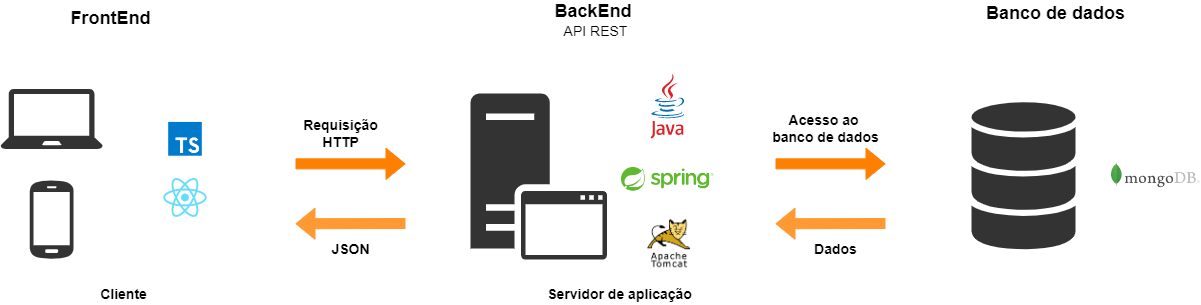 FrontEnd
BackEnd
API REST
Banco de dados
TS
Requisição
HTTP
JSON
Java
spring
Apache
Tomcat
Acesso ao
banco de dados
Dados
mongoDB
Cliente
Servidor de aplicação